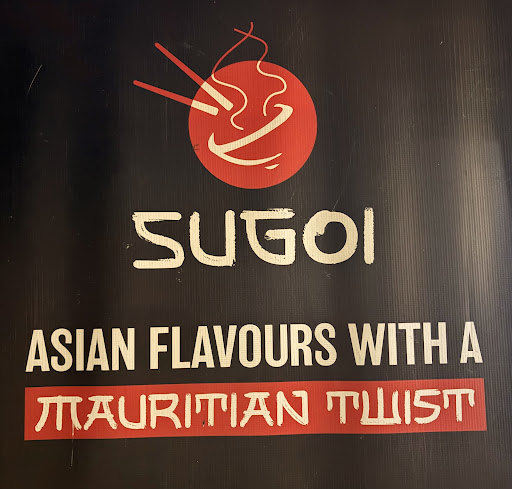 SUGOI
ASIAN FLAVOURS WITH A
MAURITIAN TWIST